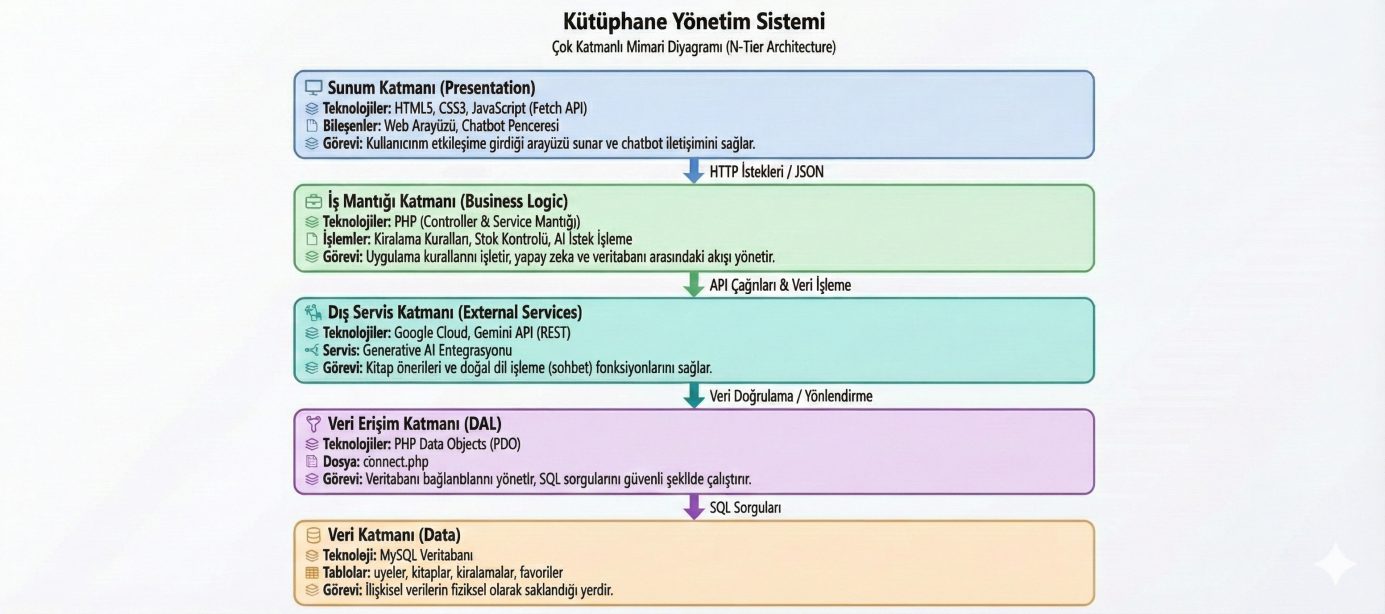 Kütüphane Yönetim Sistemi
Çok Katmanlı Mimari Diyagramı (N-Tier Architecture)
Sunum Katmanı (Presentation)
Teknolojiler: HTML5, CSS3, JavaScript (Fetch API)
Bileşenler: Web Arayüzü, Chatbot Penceresi
Görevi: Kullanıcınm etkileşime girdiği arayüzü sunar ve chatbot iletişimini sağlar.
HTTP İstekleri / JSON
İş Mantığı Katmanı (Business Logic)
Teknolojiler: PHP (Controller & Service Mantığı)
İşlemler: Kiralama Kuralları, Stok Kontrolü, AI İstek İşleme
Görevi: Uygulama kurallannı işletir, yapay zeka ve veritabanı arasındaki akışı yönetir.
API Çağnları & Veri İşleme
Dış Servis Katmanı (External Services)
Teknolojiler: Google Cloud, Gemini API (REST)
Servis: Generative AI Entegrasyonu
Görevi: Kitap önerileri ve doğal dil işleme (sohbet) fonksiyonlarını sağlar.
Veri Doğrulama / Yönlendirme
Veri Erişim Katmanı (DAL)
Teknolojiler: PHP Data Objects (PDO)
Dosya: connect.php
Görevi: Veritabanı bağlanblannı yönetlr, SQL sorgularını güvenli şekllde çalıştırır.
SQL Sorguları
Veri Katmanı (Data)
Teknoloji: MySQL Veritabanı
Tablolar: uyeler, kitaplar, kiralamalar, favoriler
Görevi: İlişkisel verilerin fiziksel olarak saklandığı yerdir.